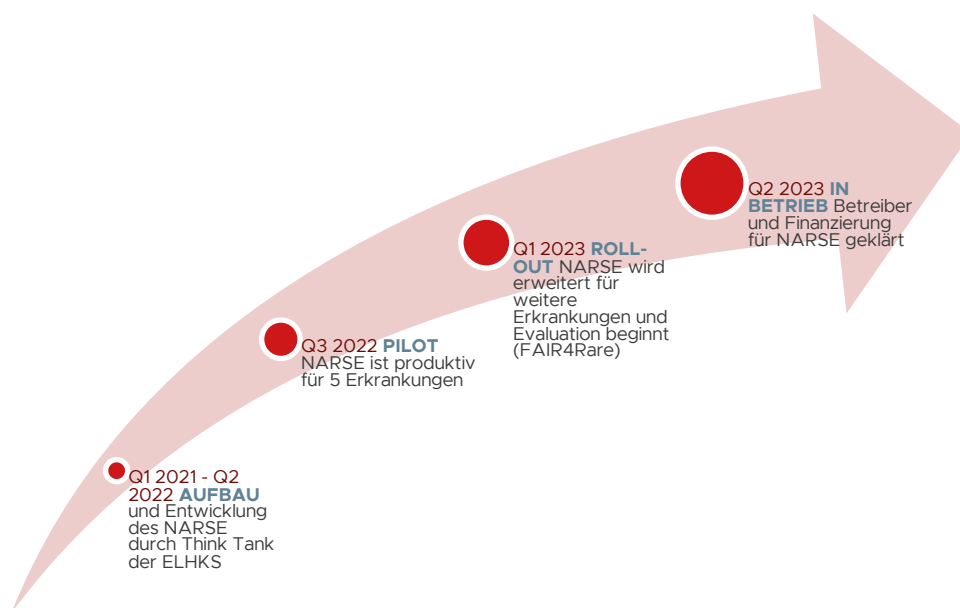 Q1 2021 - Q2
2022 AUFBAU
und Entwicklung
des NARSE
durch Think Tank
der ELHKS
Q3 2022 PILOT
NARSE ist produktiv
für 5 Erkrankungen
Q1 2023 ROLL-
OUT NARSE wird
erweitert für
weitere
Erkrankungen und
Evaluation beginnt
(FAIR4Rare)
Q2 2023 IN
BETRIEB Betreiber
und Finanzierung
für NARSE geklärt